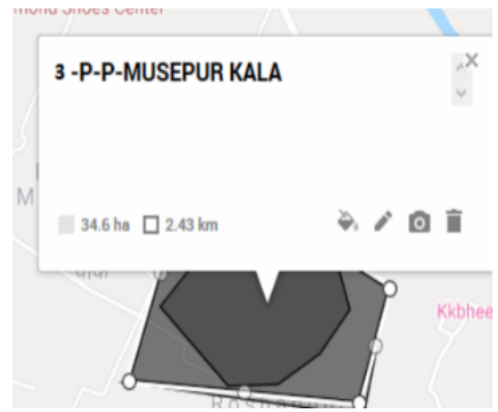 mond Shoes Center
3 -P-P-MUSEPUR KALA
M
34.6 ha 2.43 km
Kkbhee